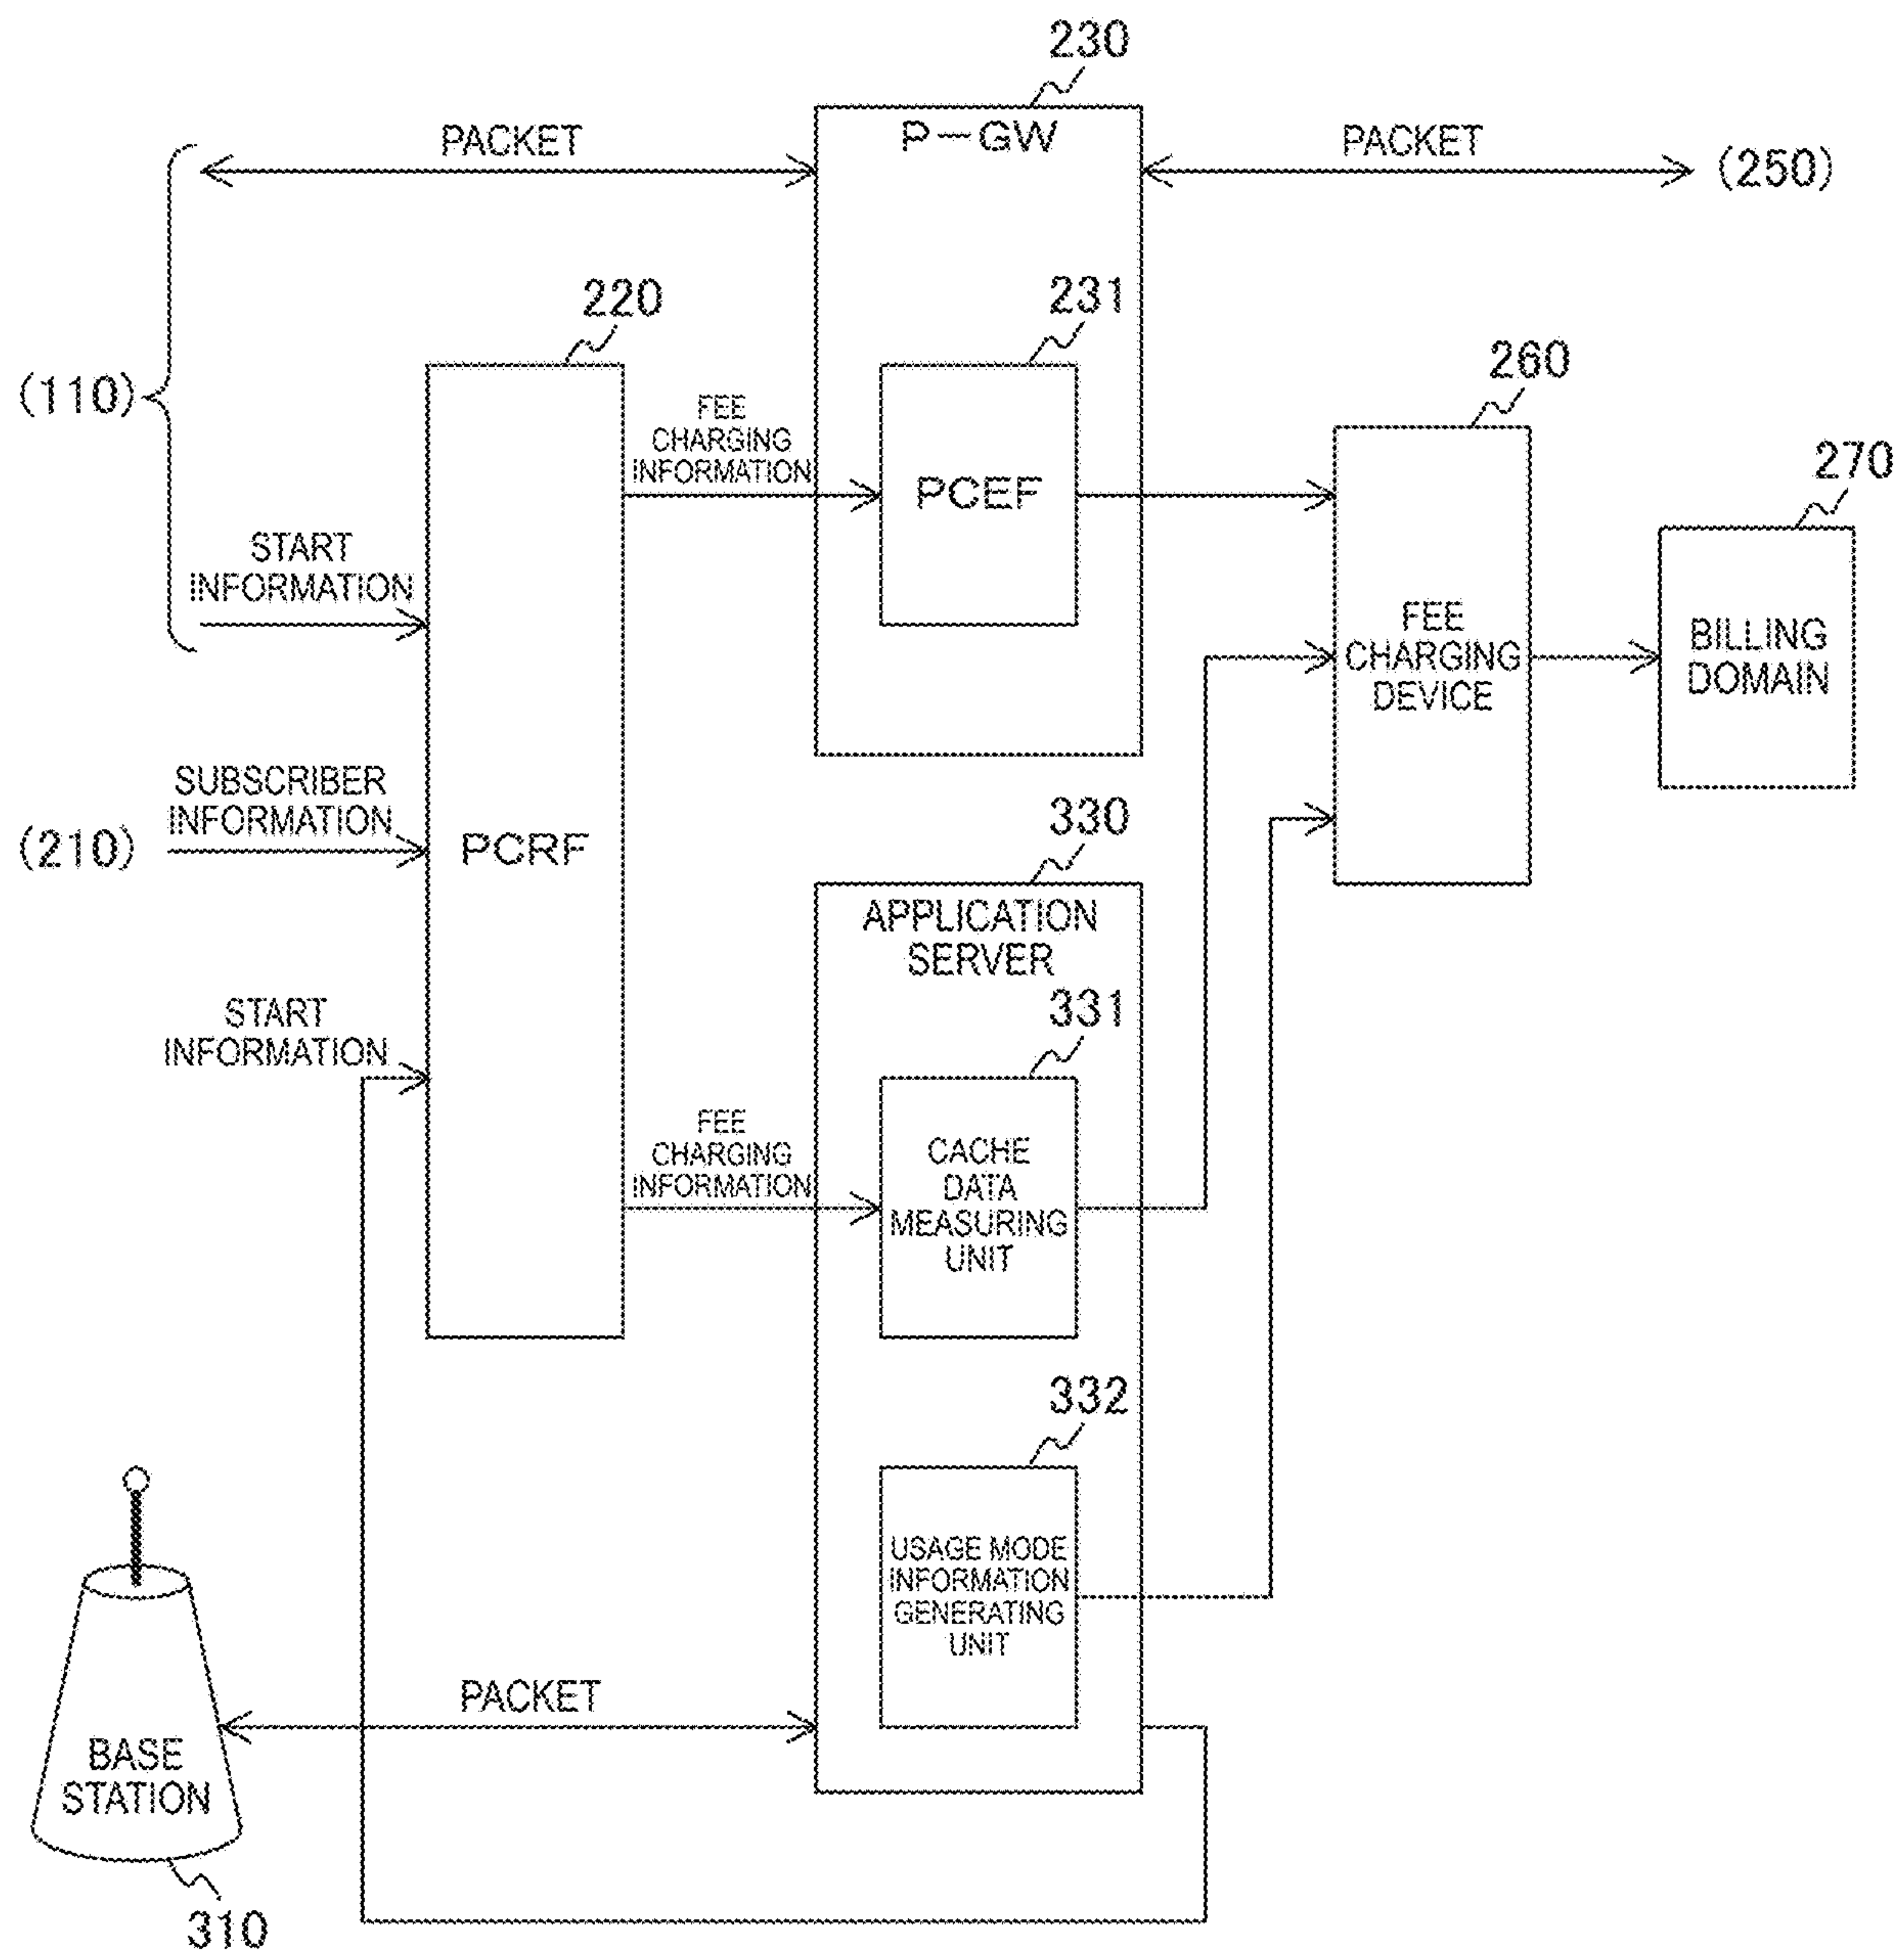 230
P－GW
PACKET
PACKET
(250)
220
231
260
(110)
FEE
CHARGING
INFORMATION
PCEF
270
START
INFORMATION
FEE
CHARGING
DEVICE
BILLING
DOMAIN
SUBSCRIBER
INFORMATION
(210)
PCRF
330
APPLICATION
SERVER
331
START
INFORMATION
FEE
CHARGING
INFORMATION
CACHE
DATA
MEASURING
UNIT
332
USAGE MODE
INFORMATION
GENERATING
UNIT
PACKET
BASE
STATION
310